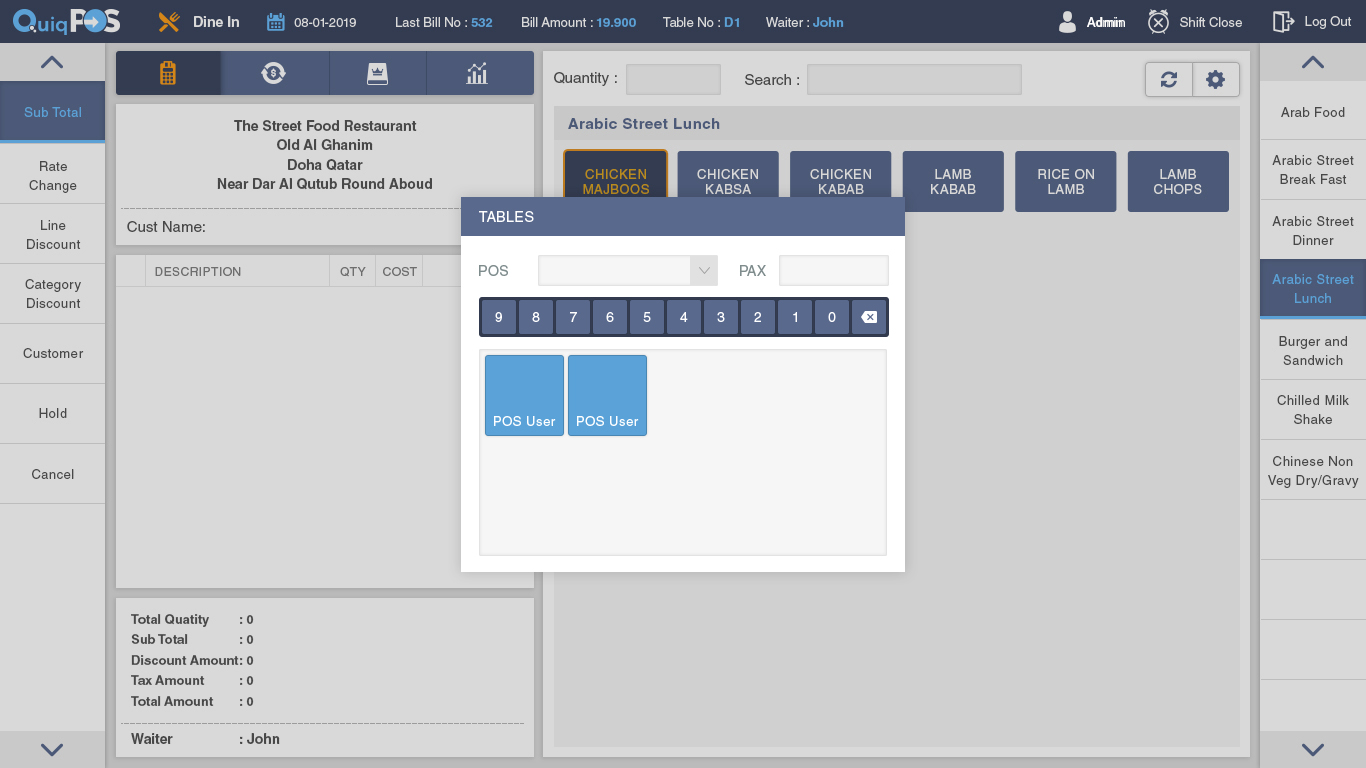 QuiqPOS
Dine In
08-01-2019
Last Bill No : 532
Bill Amount : 19.900
Table No : D1
Waiter : John
Admin
Shift Close
Log Out
Sub Total
Rate
Change
Line
Discount
Category
Discount
Customer
Hold
Cancel
The Street Food Restaurant
Old Al Ghanim
Doha Qatar
Near Dar Al Qutub Round Aboud
Cust Name:
DESCRIPTION QTY COST
Total Quatity : 0
Sub Total : 0
Discount Amount: 0
Tax Amount : 0
Total Amount : 0
Waiter : John
Quantity :
Search :
Arabic Street Lunch
CHICKEN
MAJBOOS
CHICKEN
KABSA
CHICKEN
KABAB
LAMB
KABAB
RICE ON
LAMB
LAMB
CHOPS
TABLES
POS
PAX
9 8 7 6 5 4 3 2 1 0
POS User
POS User
Arab Food
Arabic Street
Break Fast
Arabic Street
Dinner
Arabic Street
Lunch
Burger and
Sandwich
Chilled Milk
Shake
Chinese Non
Veg Dry/Gravy